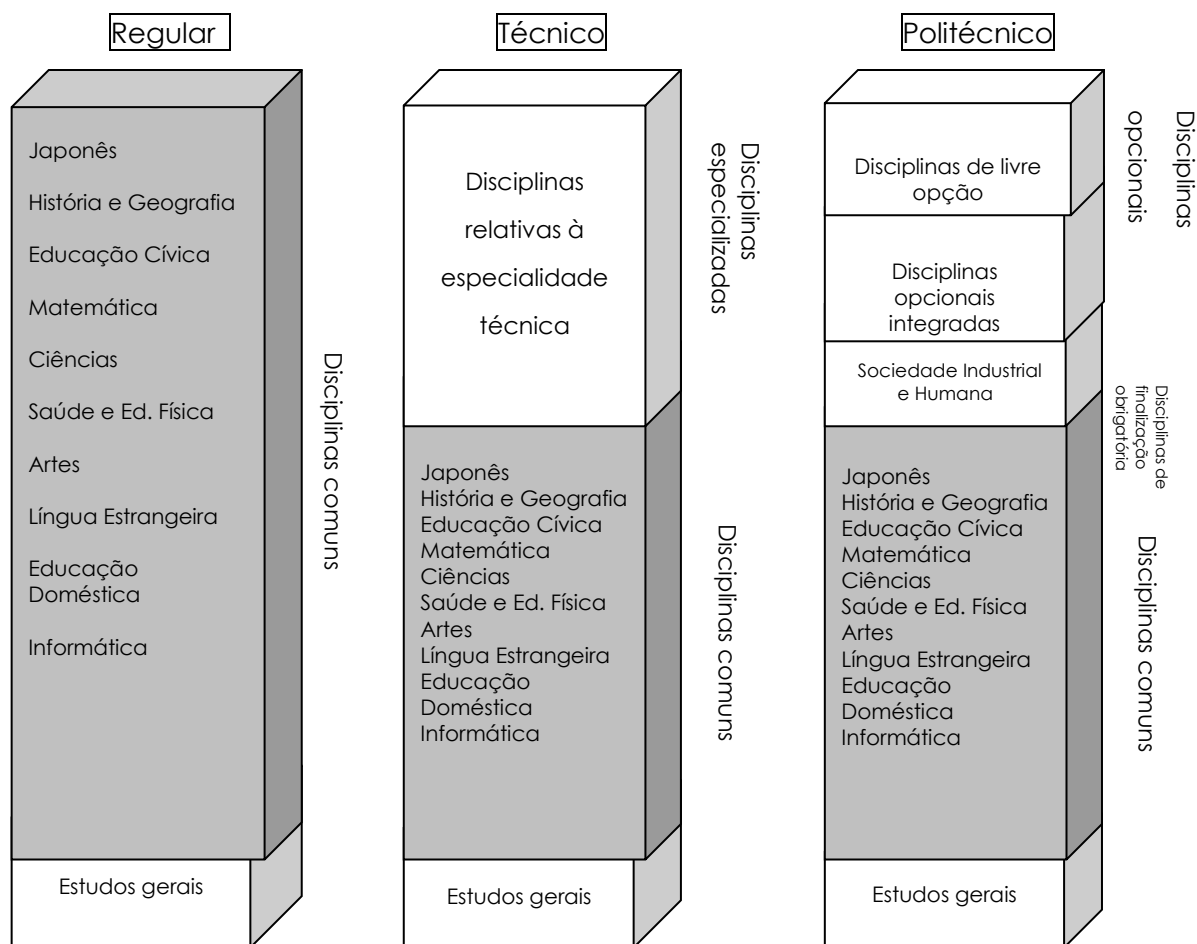 Regular
Japonês
História e Geografia
Educação Cívica
Matemática
Ciências
Saúde e Ed. Física
Artes
Língua Estrangeira
Educação
Doméstica
Informática
Estudos gerais
Disciplinas comuns
Técnico
Disciplinas
relativas à
especialidade
técnica
Disciplinas
especializadas
Japonês
História e Geografia
Educação Cívica
Matemática
Ciências
Saúde e Ed. Física
Artes
Língua Estrangeira
Educação
Doméstica
Informática
Disciplinas comuns
Estudos gerais
Politécnico
Disciplinas de livre
opção
Disciplinas
opcionais
integradas
Disciplinas
opcionais
Sociedade Industrial
e Humana
Disciplinas de
finalização
obrigatória
Japonês
História e Geografia
Educação Cívica
Matemática
Ciências
Saúde e Ed. Física
Artes
Língua Estrangeira
Educação
Doméstica
Informática
Disciplinas comuns
Estudos gerais